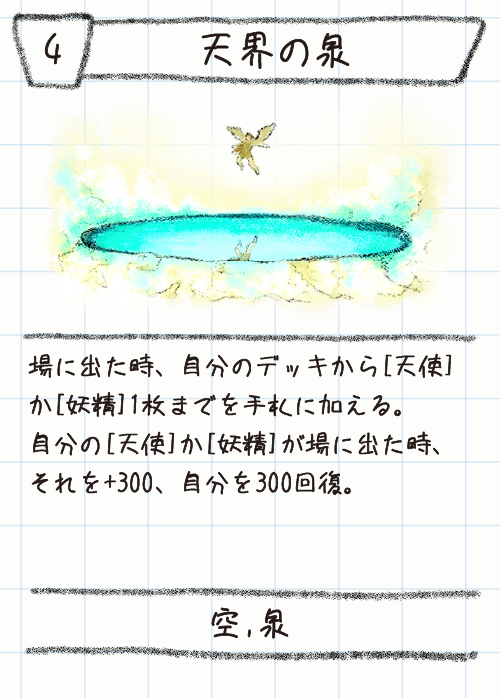 4
天界の泉
場に出た時、自分のデッキから[天使]
か[妖精]1枚までを手札に加える。
自分の[天使]か[妖精]が場に出た時、
それを+300、自分を300回復。
空,泉